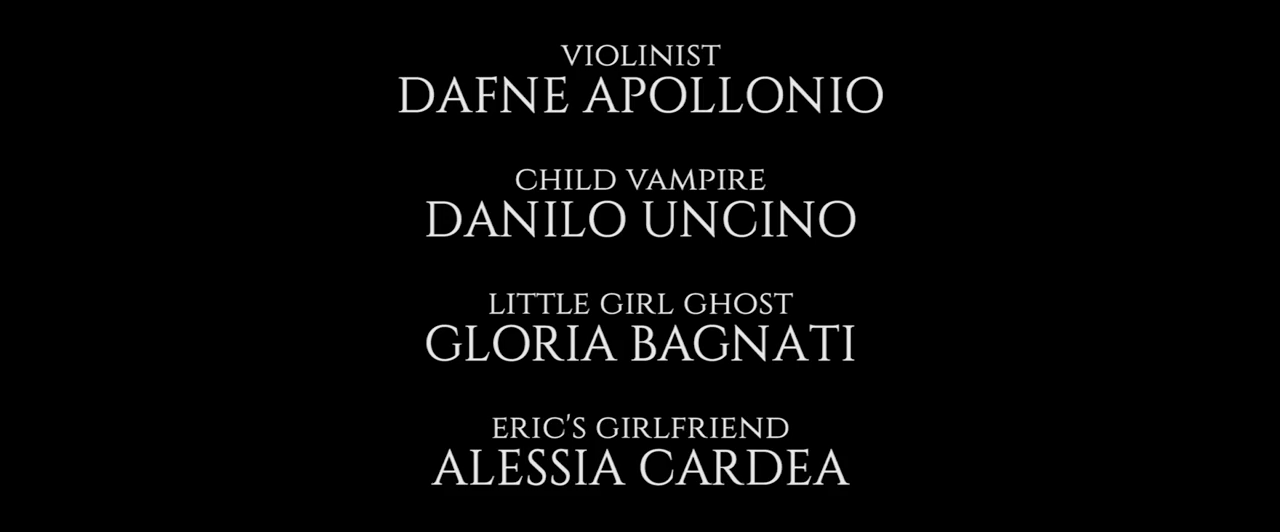 VIOLINIST
DAFNE APOLLONIO
CHILD VAMPIRE
DANILO UNCINO
LITTLE GIRL GHOST
GLORIA BAGNATI
ERIC'S GIRLFRIEND
ALESSIA CARDEA